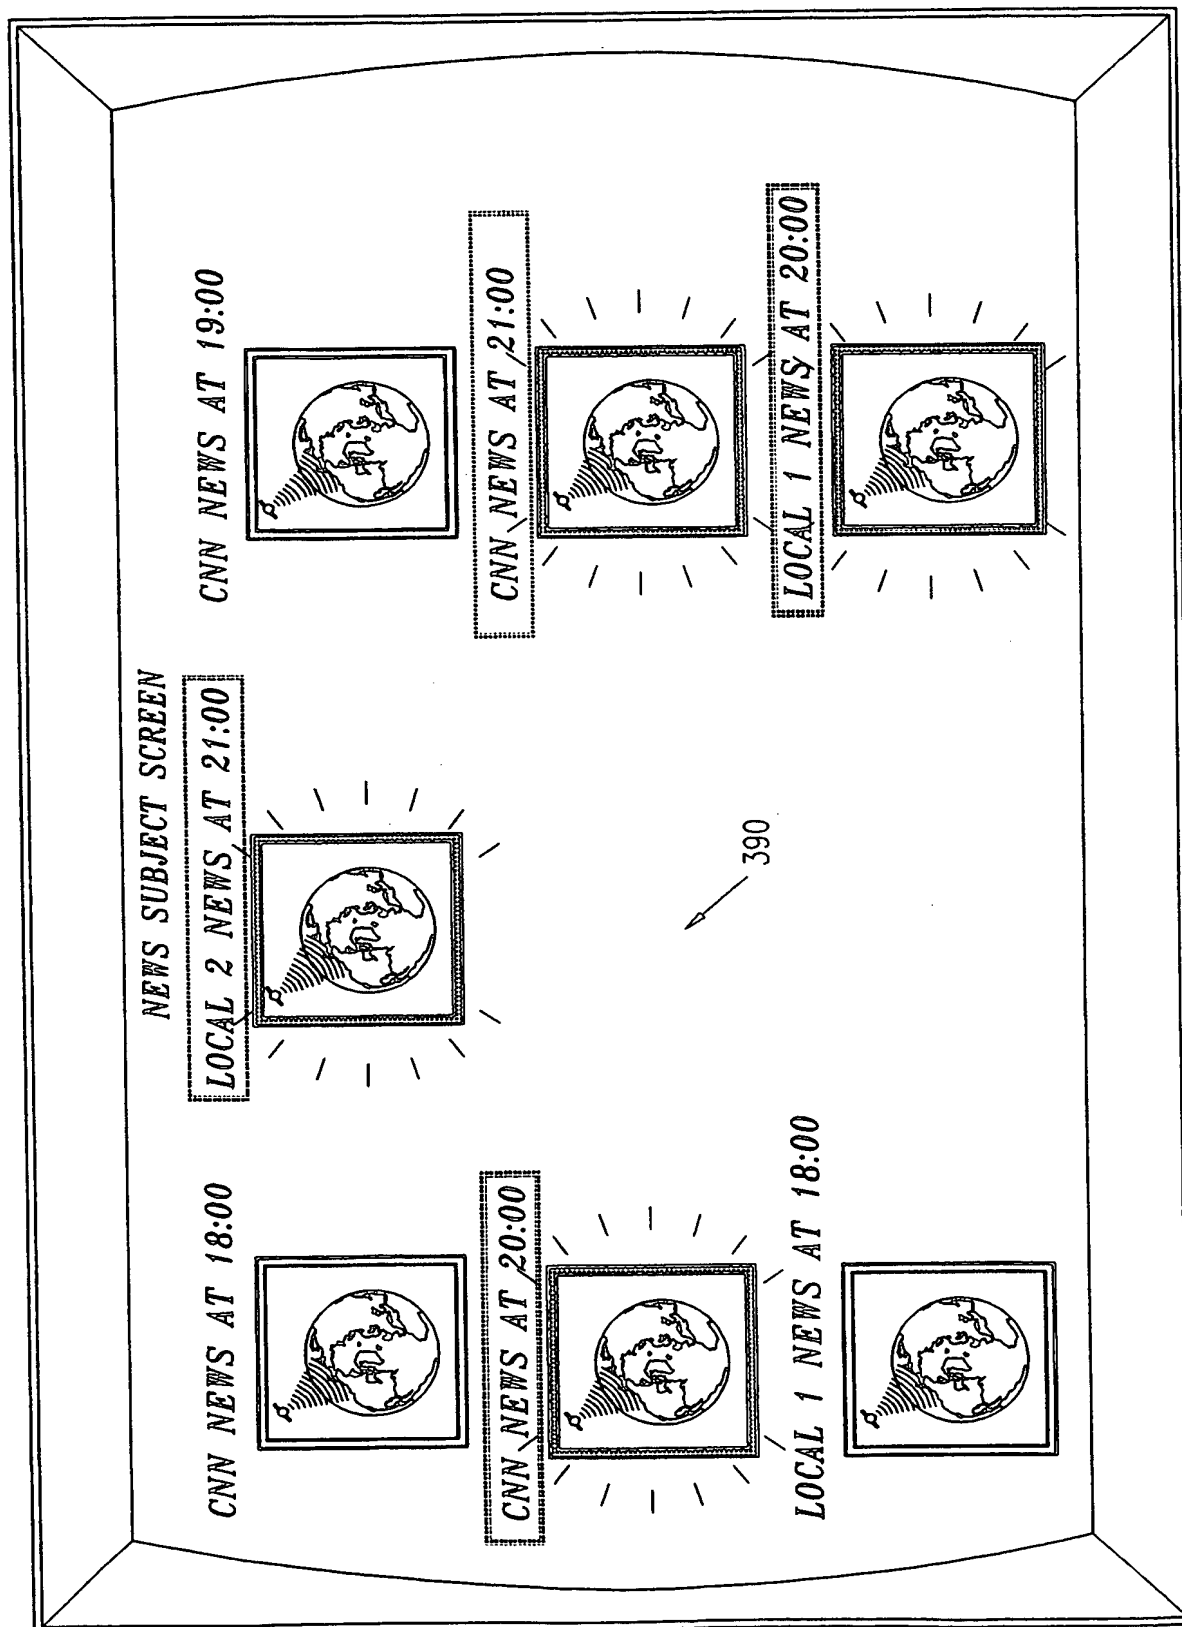 NEWS SUBJECT SCREEN
CNN NEWS AT 18:00
LOCAL 2 NEWS AT 21:00
CNN NEWS AT 19:00
CNN NEWS AT 20:00
CNN NEWS AT 21:00
LOCAL 1 NEWS AT 18:00
LOCAL 1 NEWS AT 20:00
390